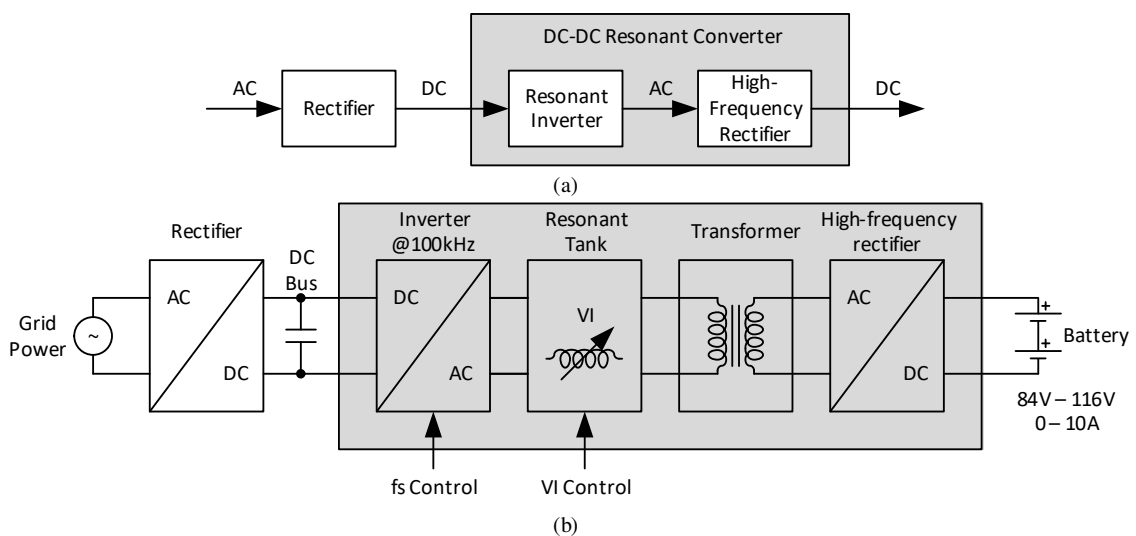 DC-DC Resonant Converter
AC
Rectifier
DC
Resonant
Inverter
AC
High-
Frequency
Rectifier
DC
(a)
Rectifier
DC
Bus
Inverter
@100kHz
Resonant
Tank
Transformer
High-frequency
rectifier
Grid
Power
~
AC
DC
DC
AC
VI
AC
DC
+
+
Battery
84V – 116V
0 – 10A
fs Control
VI Control
(b)